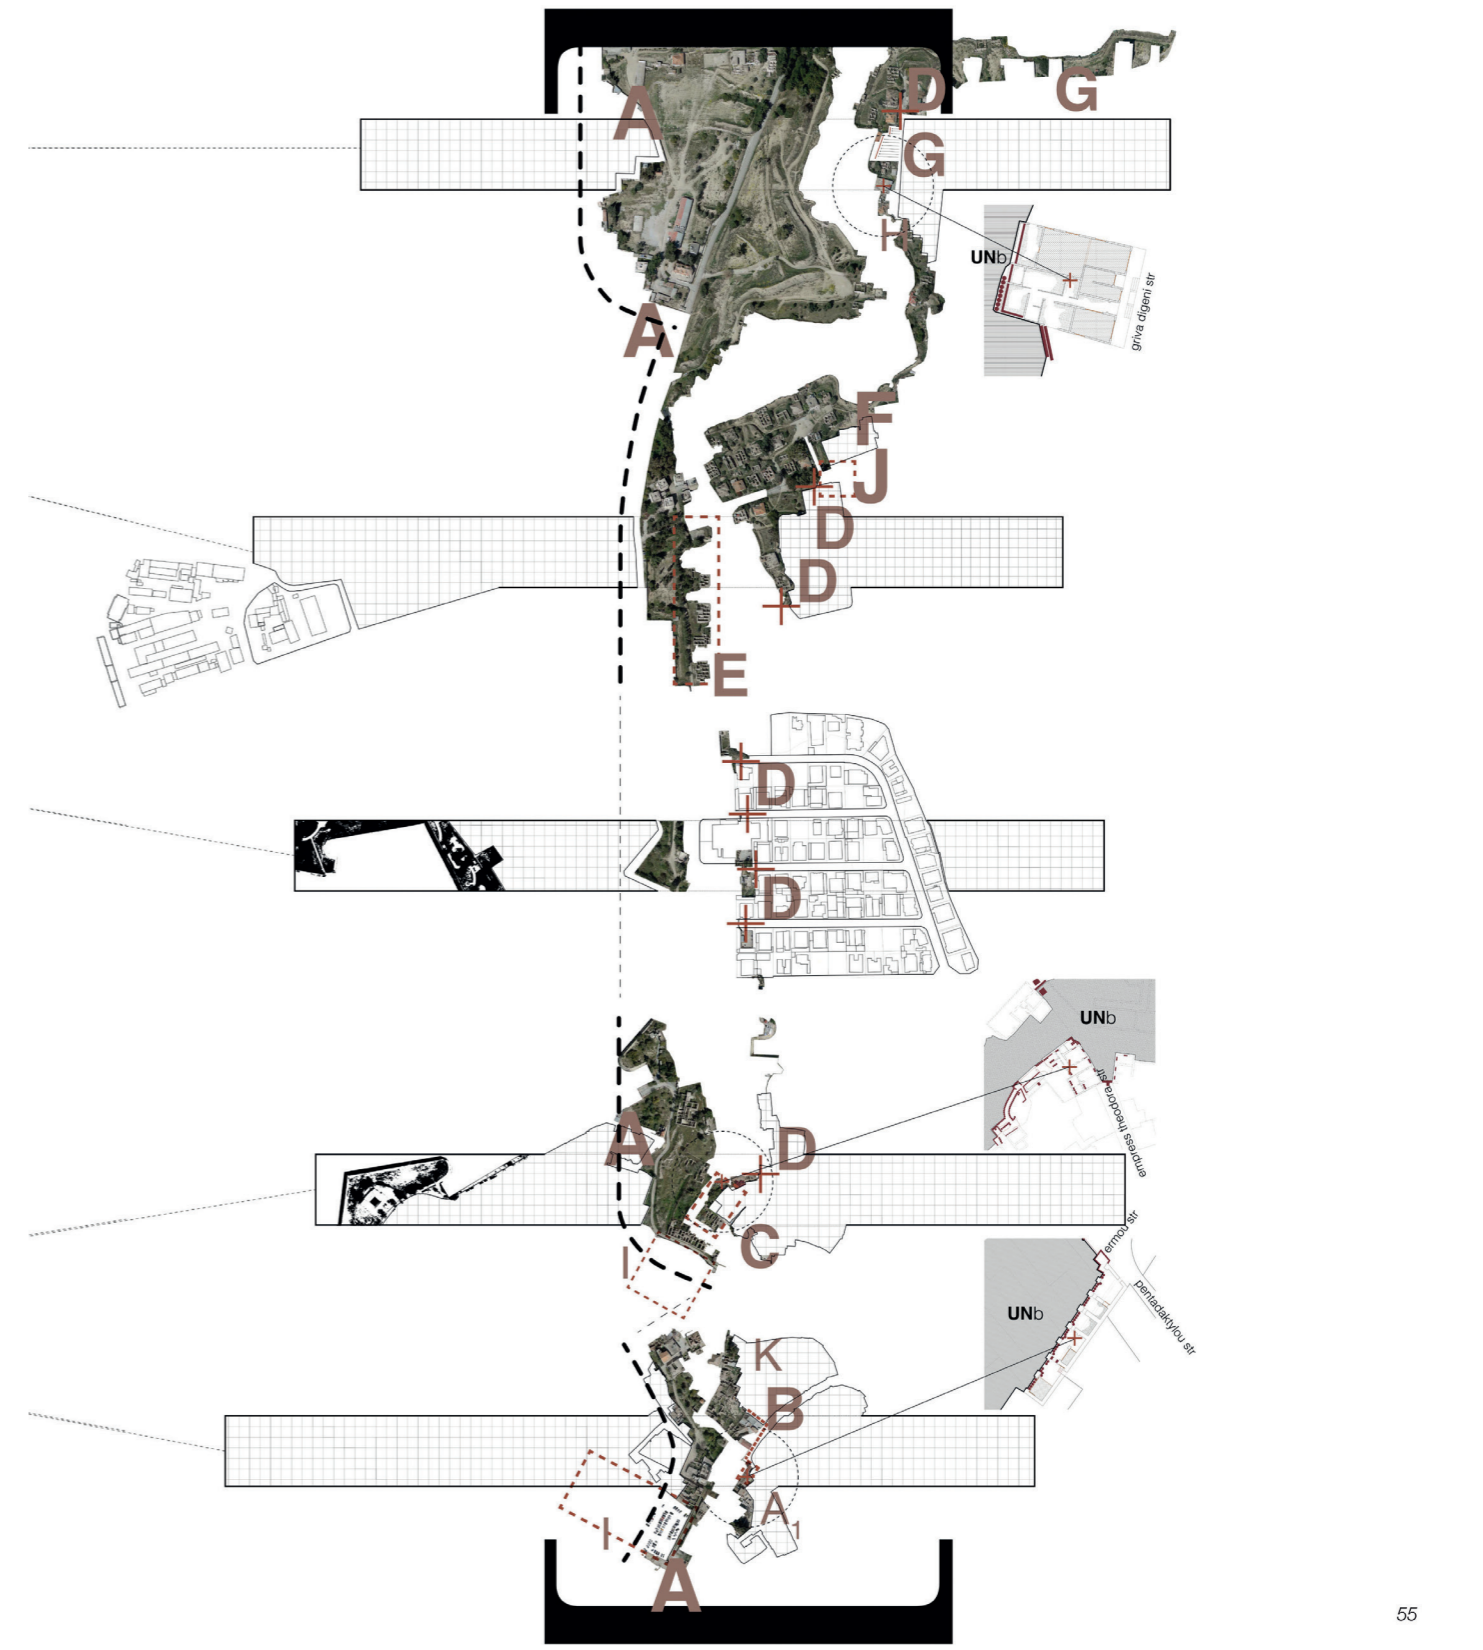 A
D
G
G
H
UNb
griva digeni str
A
F
J
D
D
E
D
D
UNb
empress theodora str
A
D
C
I
ermou str
UNb
pentadaktylou str
K
B
A1
I
A
55